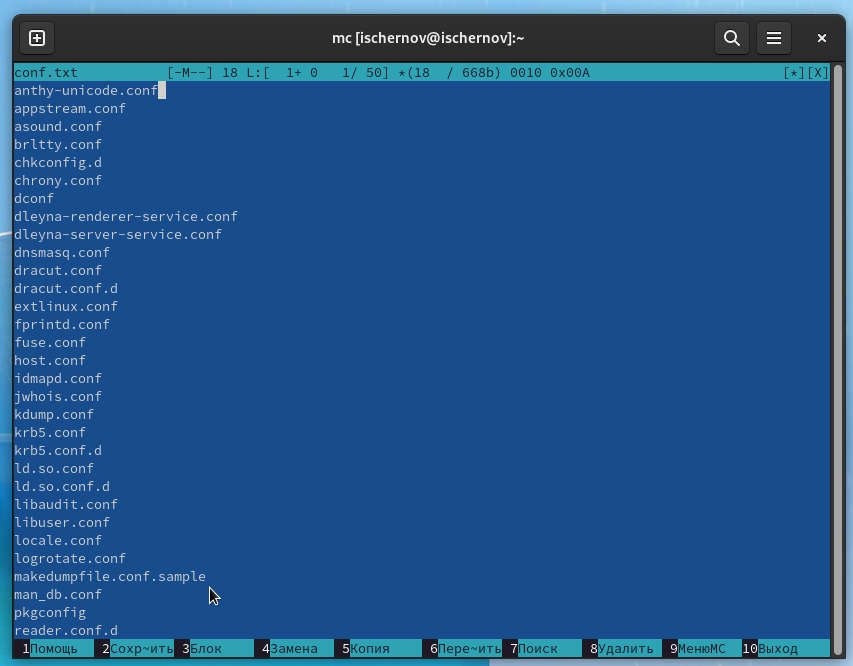 mc [ischernov@ischernov]:~
conf.txt [-M--] 18 L:[ 1+ 0 1/ 50] *(18 / 668b) 0010 0x00A [*][X]
anthy-unicode.conf
appstream.conf
asound.conf
brltty.conf
chkconfig.d
chrony.conf
dconf
dleyna-renderer-service.conf
dleyna-server-service.conf
dnsmasq.conf
dracut.conf
dracut.conf.d
extlinux.conf
fprintd.conf
fuse.conf
host.conf
idmapd.conf
jwhois.conf
kdump.conf
krb5.conf
krb5.conf.d
ld.so.conf
ld.so.conf.d
libaudit.conf
libuser.conf
locale.conf
logrotate.conf
makedumpfile.conf.sample
man_db.conf
pkgconfig
reader.conf.d
1Помощь 2Сохр~ить 3Блок 4Замена 5Копия 6Пере~ить 7Поиск 8Удалить 9МенюMC 10Выход